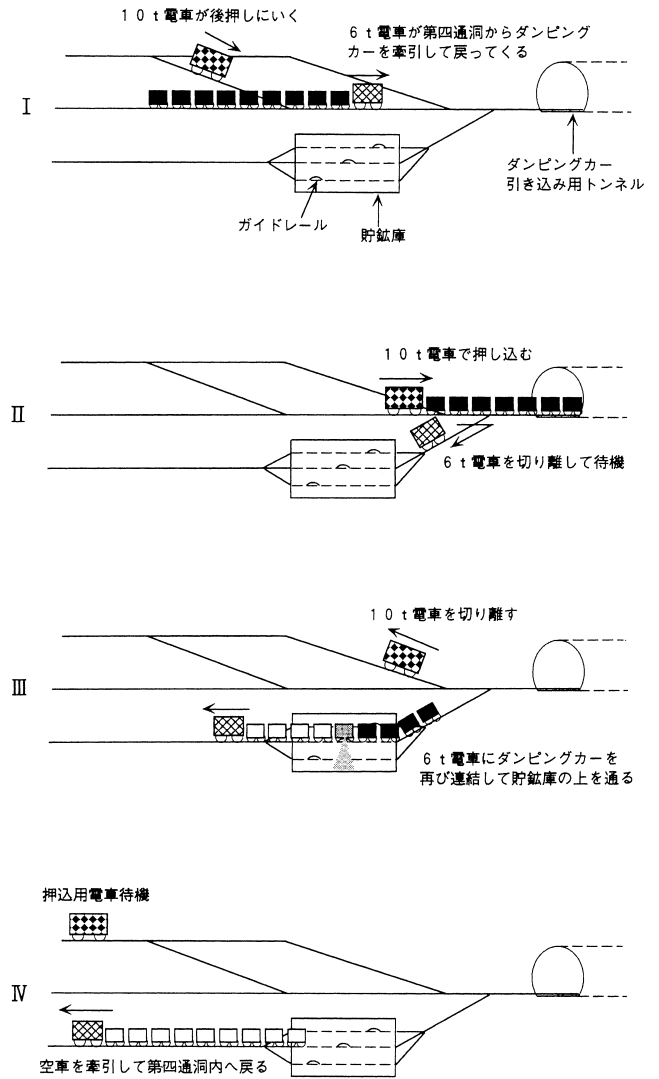 １０ｔ電車が後押しにいく
６ｔ電車が第四通洞からダンピング
カーを牽引して戻ってくる
Ⅰ
ダンピングカー
引き込み用トンネル
ガイドレール
貯鉱庫
１０ｔ電車で押し込む
Ⅱ
６ｔ電車を切り離して待機
１０ｔ電車を切り離す
Ⅲ
６ｔ電車にダンピングカーを
再び連結して貯鉱庫の上を通る
押込用電車待機
Ⅳ
空車を牽引して第四通洞内へ戻る